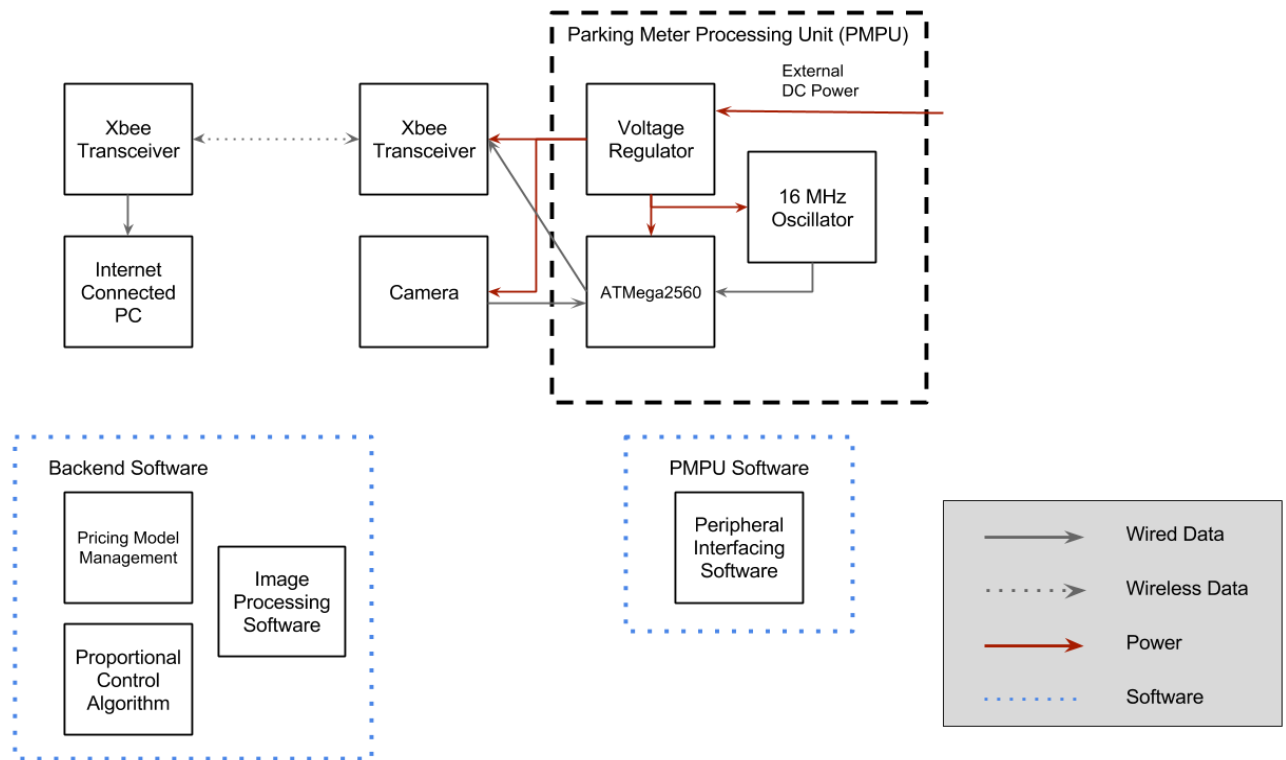 Parking Meter Processing Unit (PMPU)
External
DC Power
Xbee
Transceiver
Xbee
Transceiver
Voltage
Regulator
16 MHz
Oscillator
Internet
Connected
PC
Camera
ATMega2560
Backend Software
Pricing Model
Management
Image
Processing
Software
Proportional
Control
Algorithm
PMPU Software
Peripheral
Interfacing
Software
Wired Data
Wireless Data
Power
Software